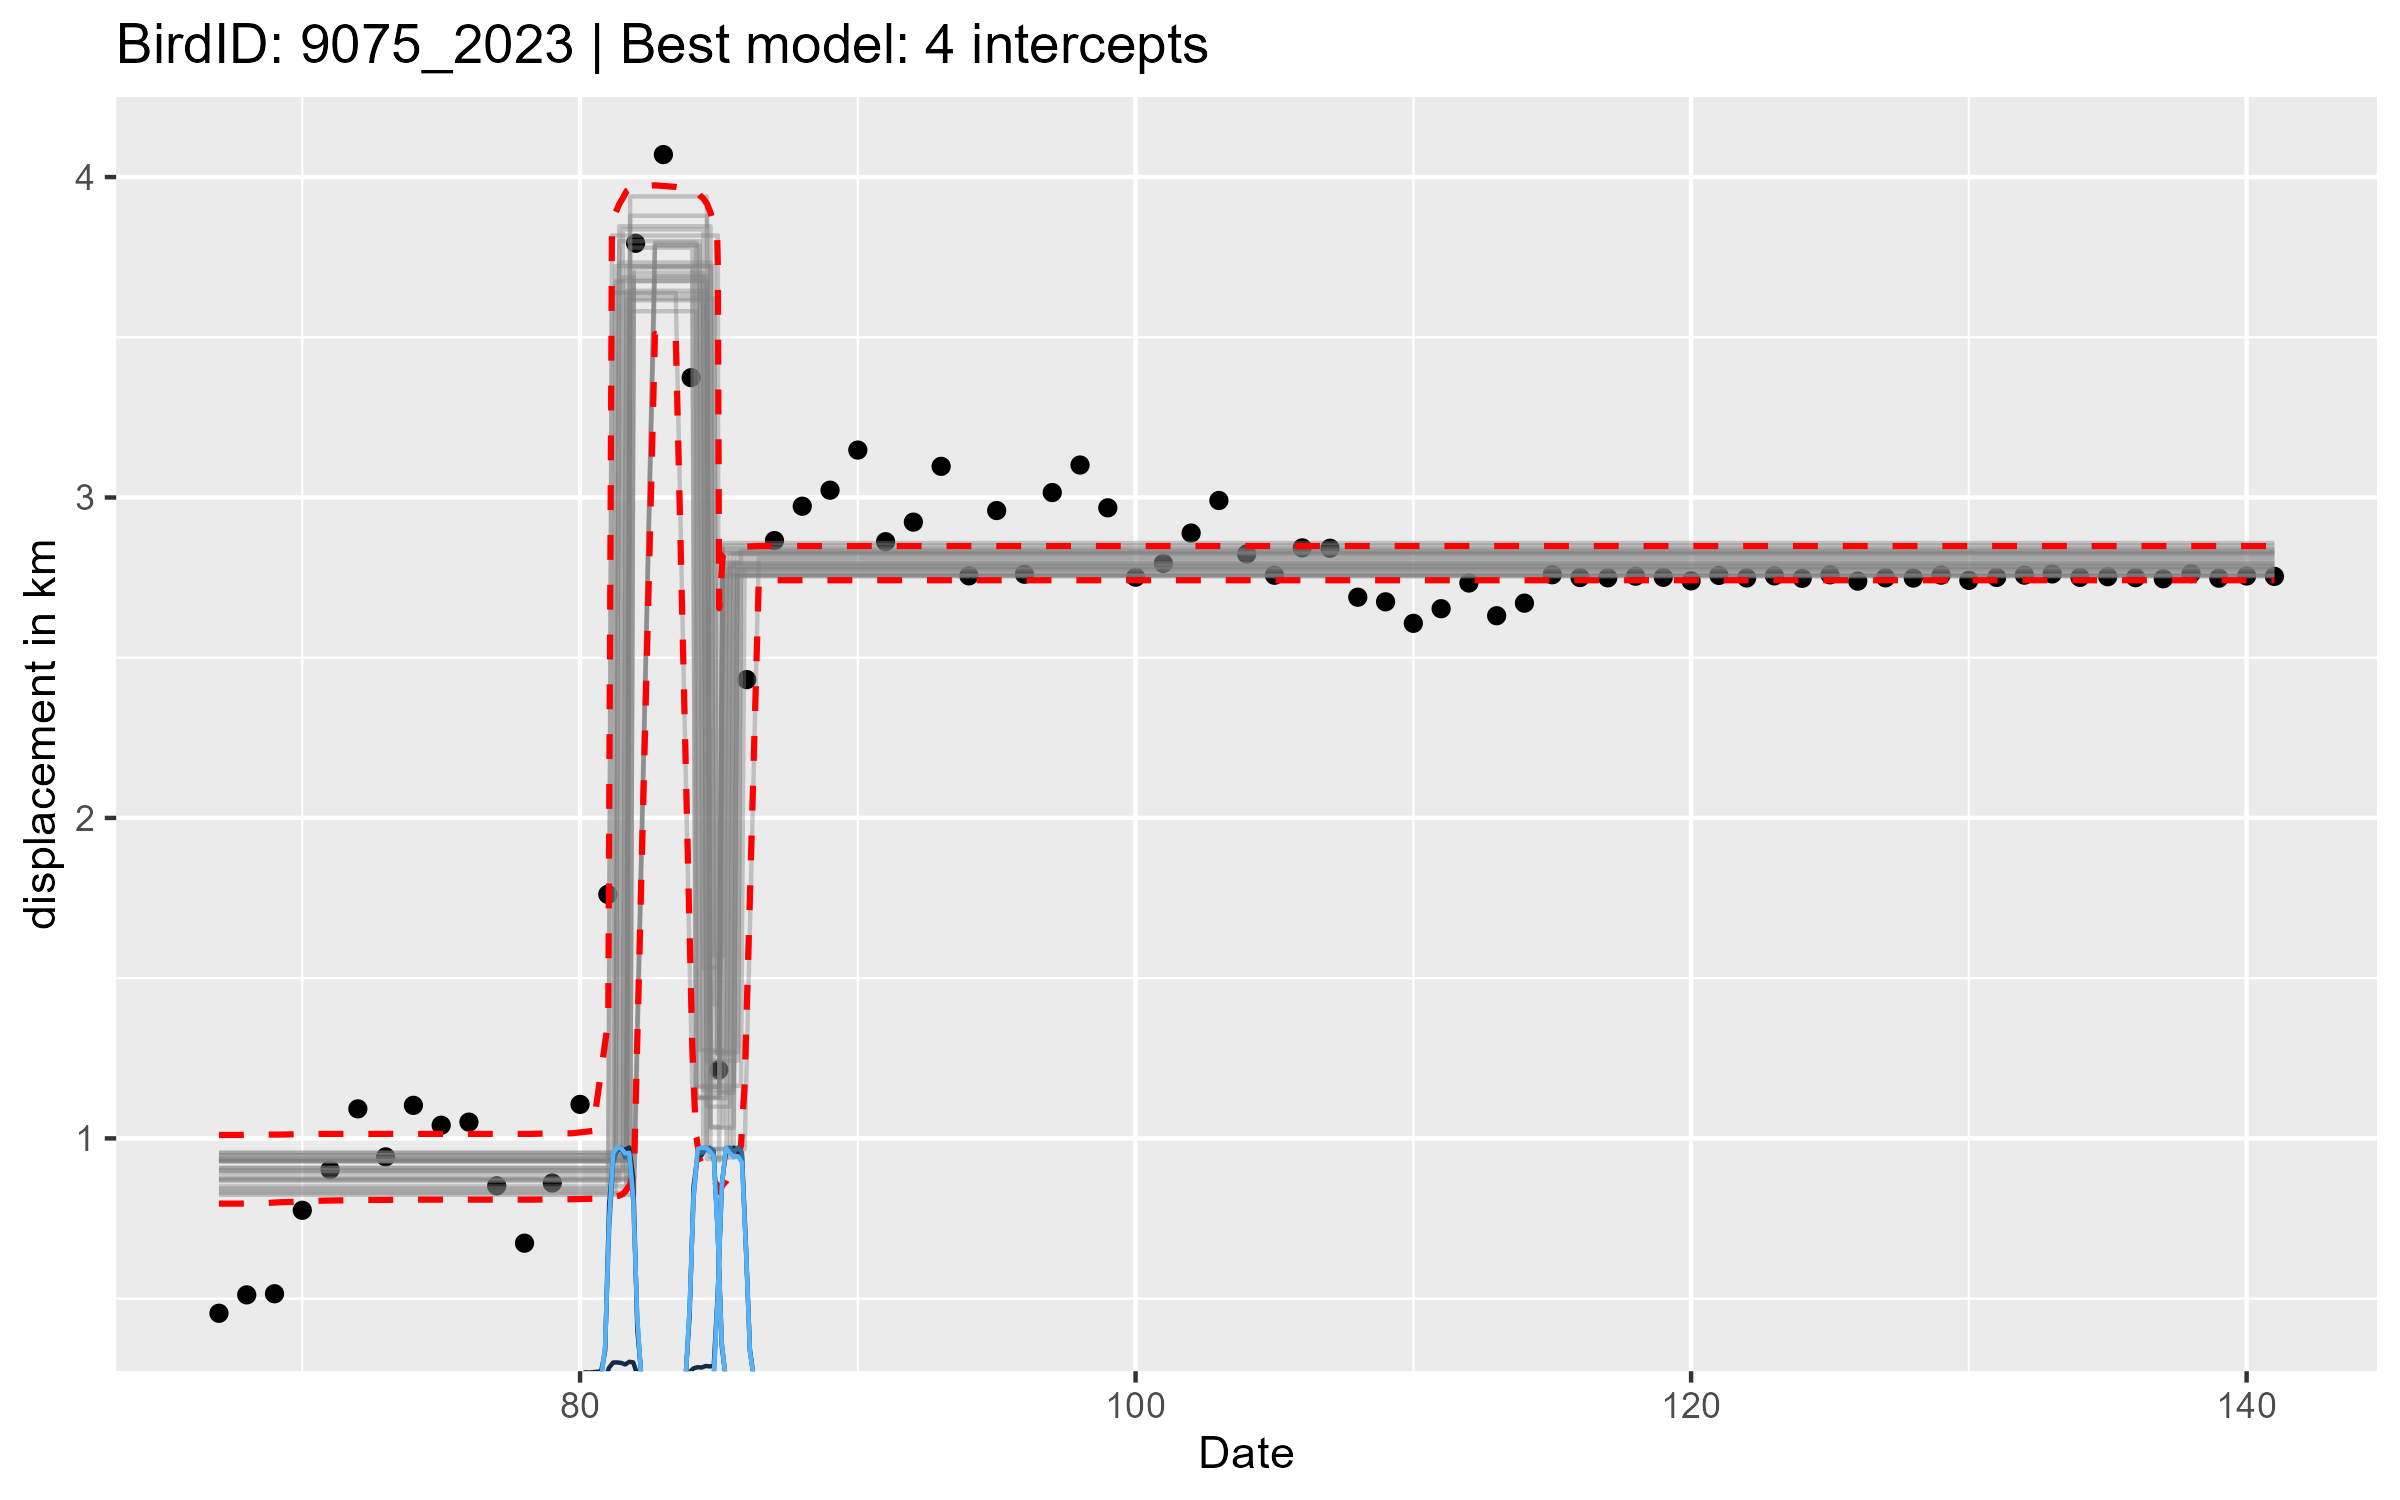 BirdID: 9075_2023 | Best model: 4 intercepts
4
3
2
1
displacement in km
80
100
120
140
Date